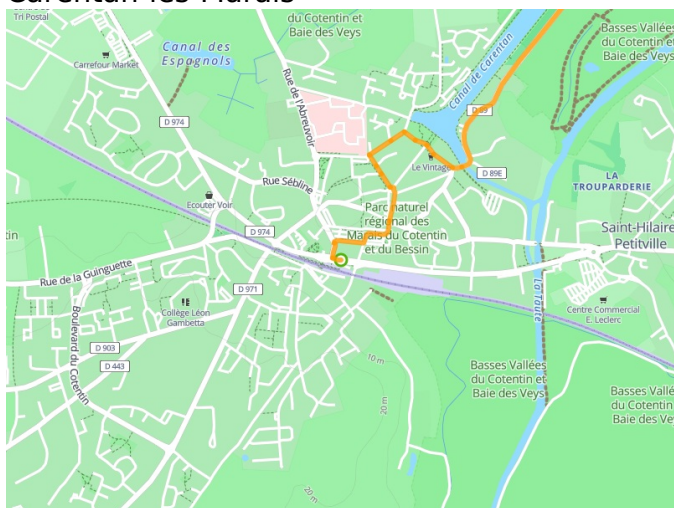 Carentan-les-Marais
du Cotentin et
Baie des Veys
Tri Postal
Canal des
Espagnols
Carrefour Market
Rue de l'Abreuvoir
Canal de Carentan
Basses Vallées
du Cotentin et
Baie des Veys
D 974
D 89
Le Vintage
D 89E
LA
TROUPARDERIE
Rue Sébline
Ecouter Voir
Parc naturel
régional des
Marais du Cotentin
et du Bessin
D 974
Saint-Hilaire
Petitville
Rue de la Guinguette
D 971
La Taute
Collège Léon
Gambetta
Centre Commercial
E. Leclerc
Boulevard du Cotentin
D 903
D 443
10 m
20 m
Basses Vallées
du Cotentin et
Baie des Veys
Basses Vallé
du Cotentin
Baie des Ve
20 m